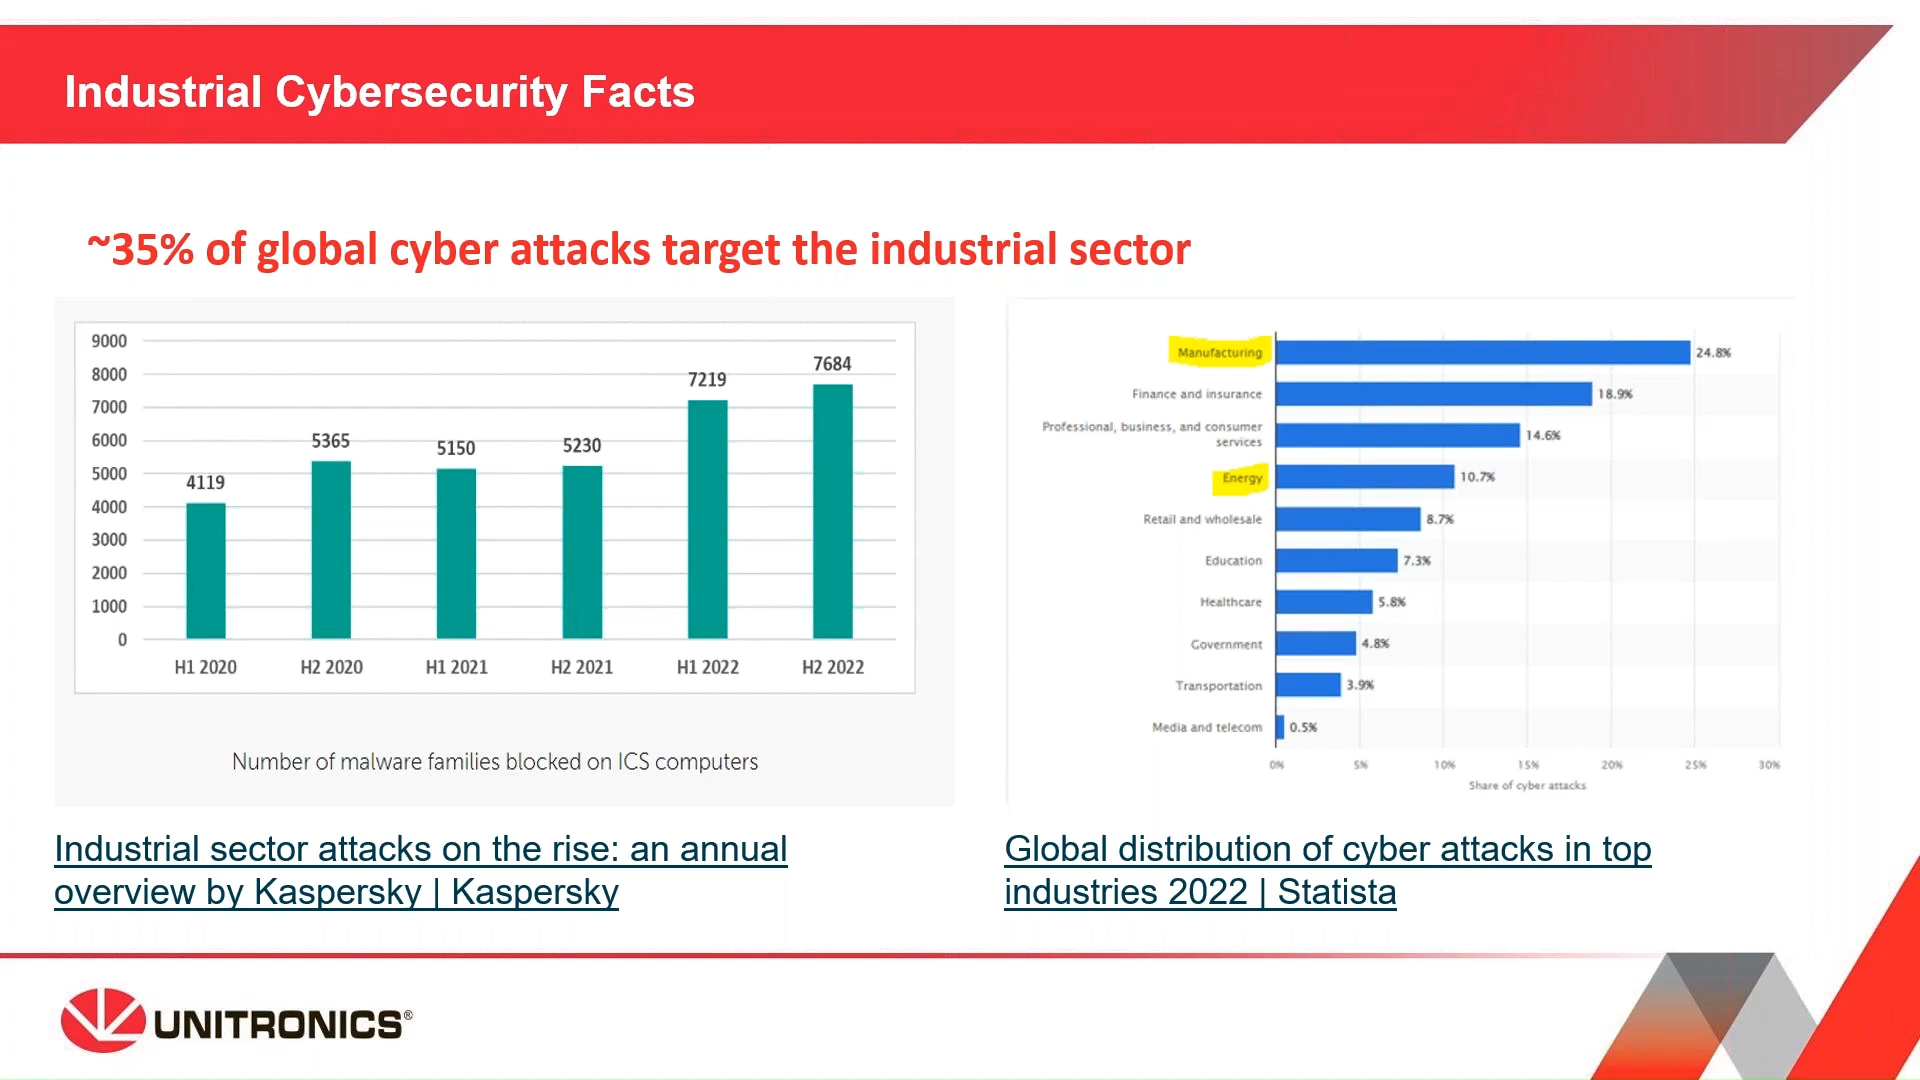 Industrial Cybersecurity Facts
~35% of global cyber attacks target the industrial sector
9000
8000
7000
6000
5000
4000
3000
2000
1000
0
4119
5365
5150
5230
7219
7684
H1 2020
H2 2020
H1 2021
H2 2021
H1 2022
H2 2022
Number of malware families blocked on ICS computers
Manufacturing
24.8%
Finance and insurance
18.9%
Professional, business, and consumer
services
14.6%
Energy
10.7%
Retail and wholesale
8.7%
Education
7.3%
Healthcare
5.8%
Government
4.8%
Transportation
3.9%
Media and telecom
0.5%
0%
5%
10%
15%
20%
25%
30%
Share of cyber attacks
Industrial sector attacks on the rise: an annual
overview by Kaspersky | Kaspersky
Global distribution of cyber attacks in top
industries 2022 | Statista
UNITRONICS®